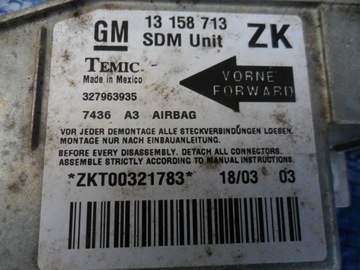 GM 13 158 713 ZK
SDM Unit
TEMIC
Made in Mexico
VORNE
FORWARD
327963935
7436 A3 AIRBAG
VOR JEDER DEMONTAGE ALLE STECKVERBINDUNGEN LOESEN.
MONTAGE NUR NACH EINBAUANLEITUNG.
BEFORE EVERY DISASSEMBLY. DETACH ALL CONNECTORS.
ASSEMBLE STRICTLY ACCORDING TO MANUAL INSTRUCTIONS.
*ZKT00321783* 18/03 03